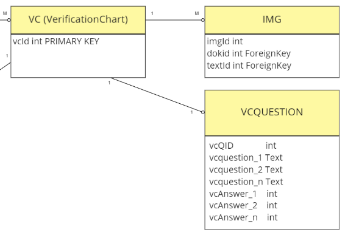 M
1
M
VC (VerificationChart)
IMG
vcId int PRIMARY KEY
imgId int
dokid int ForeignKey
textId int ForeignKey
1
1
1
VCQUESTION
vcQID int
vcquestion_1 Text
vcquestion_2 Text
vcquestion_n Text
vcAnswer_1 int
vcAnswer_2 int
vcAnswer_n int